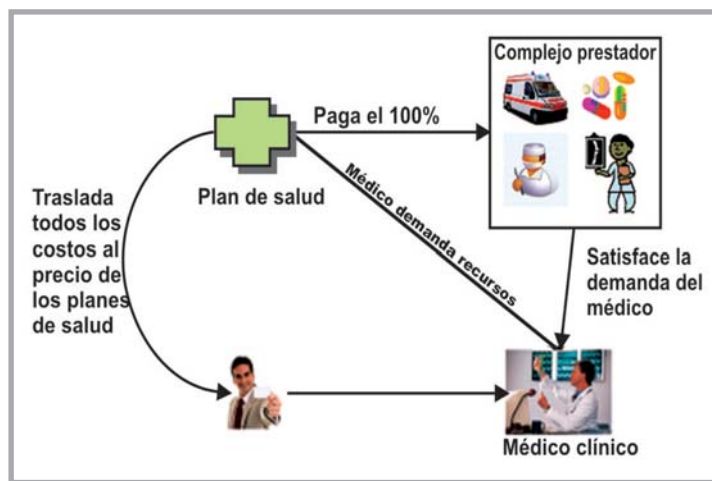 Complejo prestador
Paga el 100%
Plan de salud
Médico demanda recursos
Traslada
todos los
costos al
precio de
los planes
de salud
Satisface la
demanda del
médico
Médico clínico